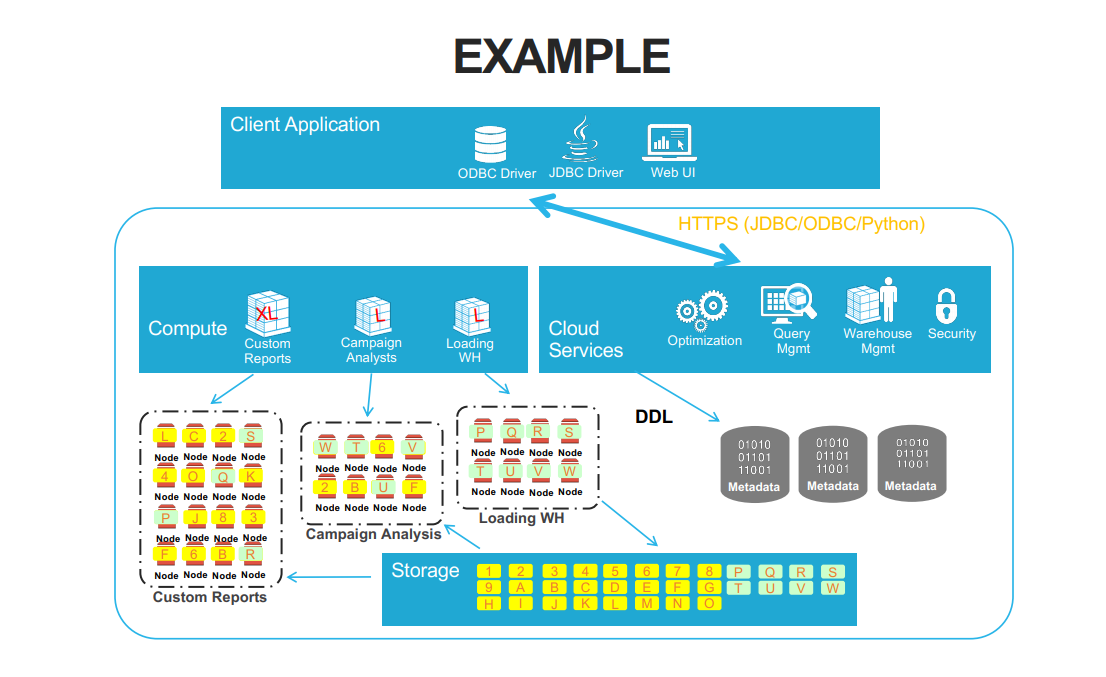 EXAMPLE
Client Application
ODBC Driver
JDBC Driver
Web UI
HTTPS (JDBC/ODBC/Python)
Compute
XL
Custom
Reports
L
Campaign
Analysts
L
Loading
WH
Cloud
Services
Optimization
Query
Mgmt
Warehouse
Mgmt
Security
DDL
01010
01101
11001
Metadata
01010
01101
11001
Metadata
01010
01101
11001
Metadata
L C 2 S
Node Node Node Node
4 O Q K
Node Node Node Node
P J 8 3
Node Node Node Node
F 6 B R
Node Node Node Node
Custom Reports
W T 6 V
Node Node Node Node
2 B U F
Node Node Node Node
Campaign Analysis
P Q R S
Node Node Node Node
T U V W
Node Node Node Node
Loading WH
Storage
1 2 3 4 5 6 7 8 P Q R S
9 A B C D E F G T U V W
H I J K L M N O